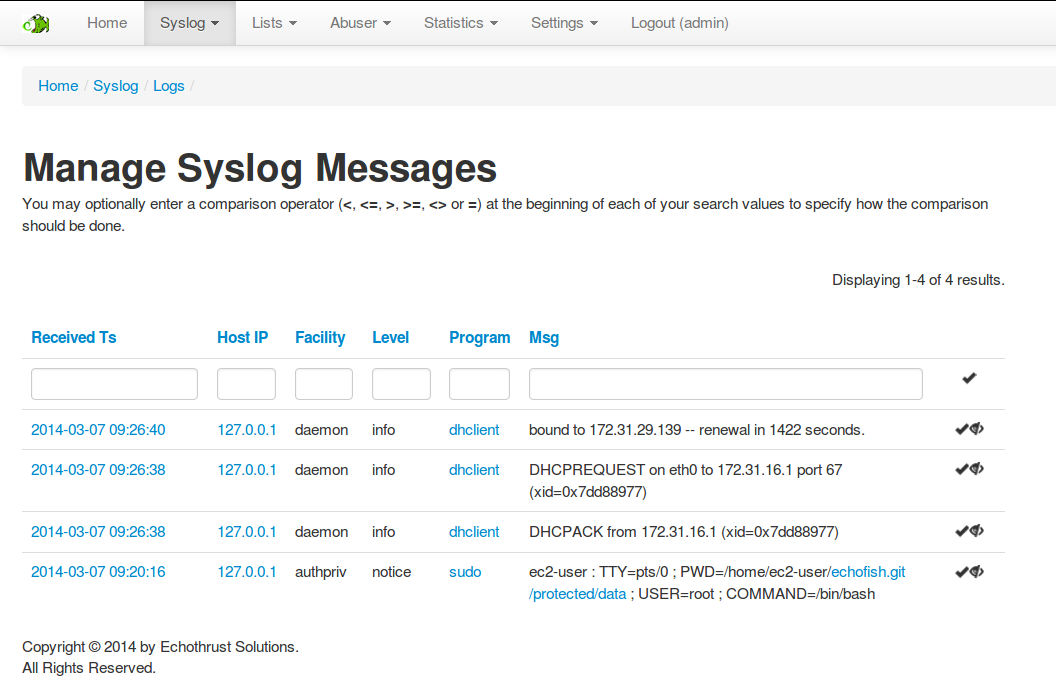 Home Syslog Lists Abuser Statistics Settings Logout (admin)
Home / Syslog / Logs /
Manage Syslog Messages
You may optionally enter a comparison operator (<, <=, >, >=, <> or =) at the beginning of each of your search values to specify how the comparison
should be done.
Displaying 1-4 of 4 results.
Received Ts Host IP Facility Level Program Msg
2014-03-07 09:26:40 127.0.0.1 daemon info dhclient bound to 172.31.29.139 -- renewal in 1422 seconds.
2014-03-07 09:26:38 127.0.0.1 daemon info dhclient DHCPREQUEST on eth0 to 172.31.16.1 port 67
(xid=0x7dd88977)
2014-03-07 09:26:38 127.0.0.1 daemon info dhclient DHCPACK from 172.31.16.1 (xid=0x7dd88977)
2014-03-07 09:20:16 127.0.0.1 authpriv notice sudo ec2-user : TTY=pts/0 ; PWD=/home/ec2-user/echofish.git
/protected/data ; USER=root ; COMMAND=/bin/bash
Copyright © 2014 by Echothrust Solutions.
All Rights Reserved.